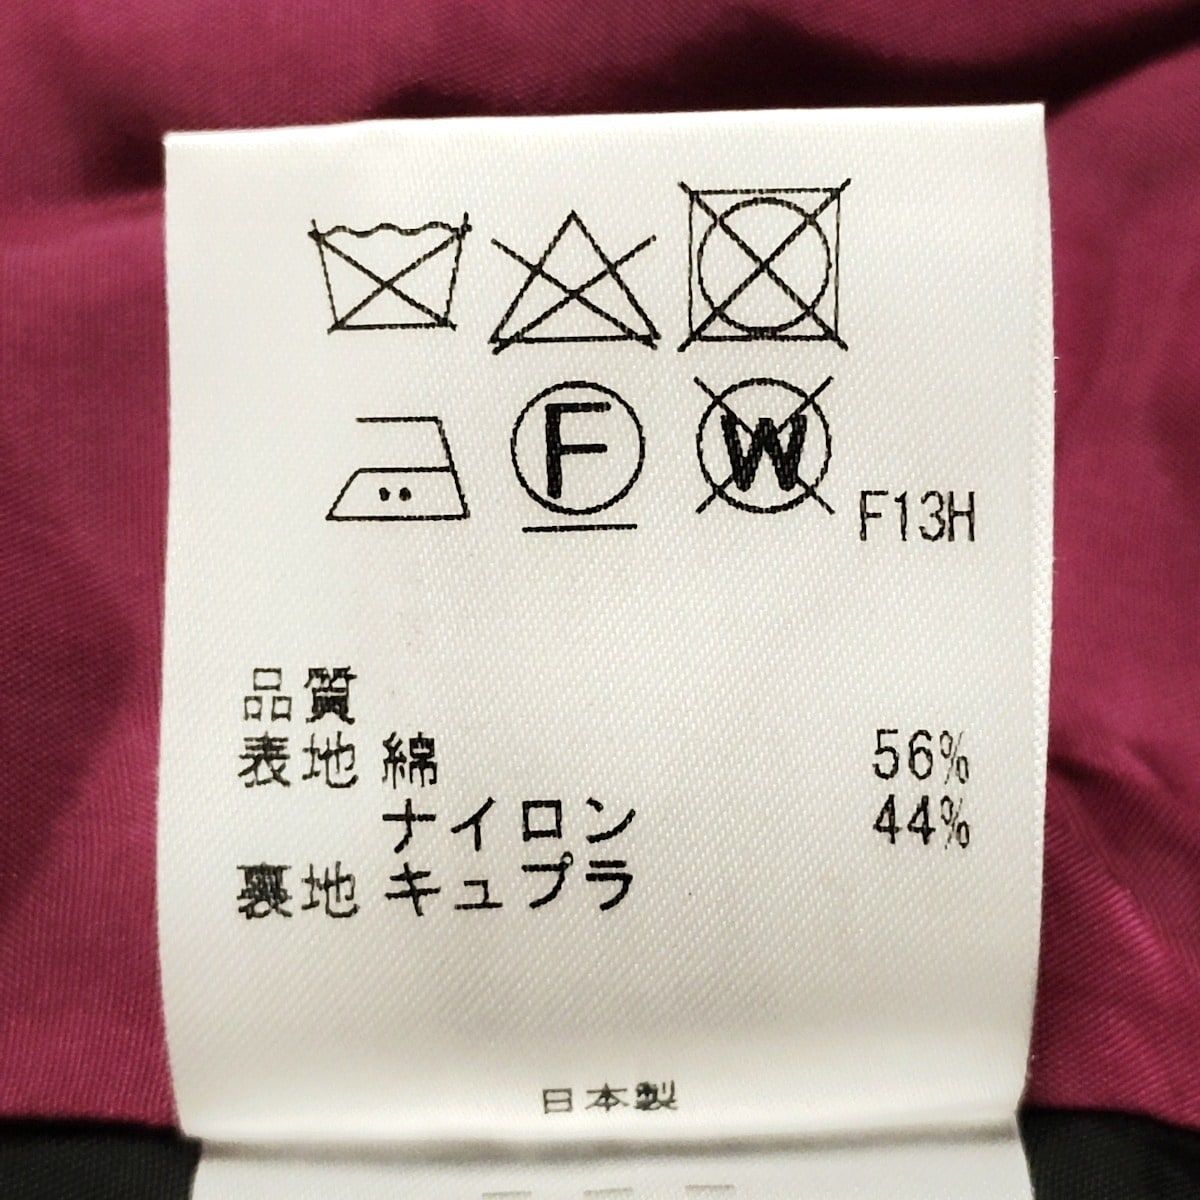 F
W
F13H
品質
表地 綿 56%
ナイロン 44%
裏地 キュプラ
日本製